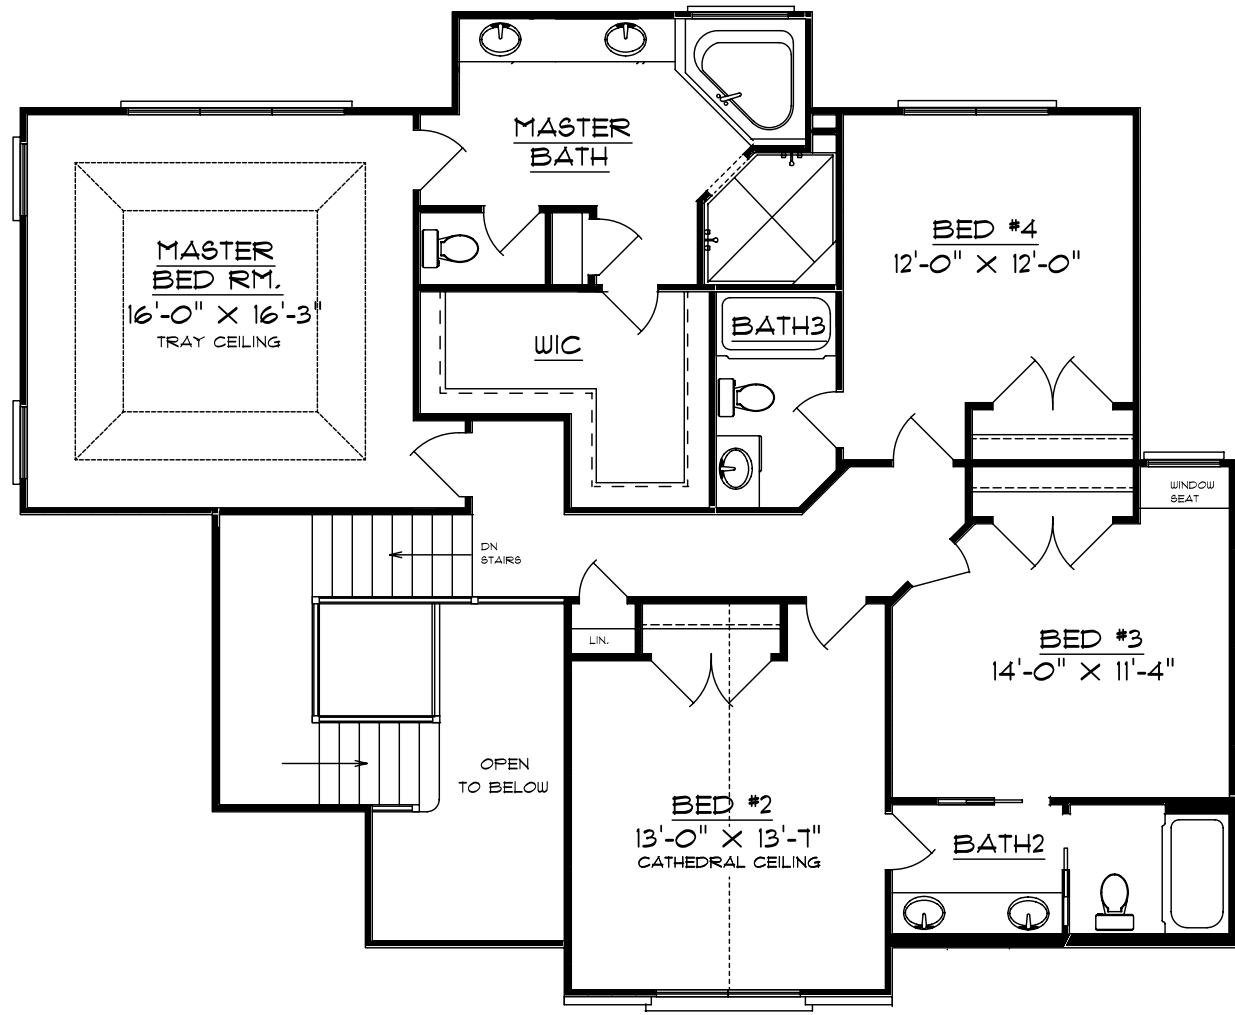 MASTER
BATH
MASTER
BED RM.
16'-0" X 16'-3"
TRAY CEILING
BED #4
12'-0" X 12'-0"
WIC
BATH3
WINDOW
SEAT
DN
STAIRS
LIN.
BED #3
14'-0" X 11'-4"
OPEN
TO BELOW
BED #2
13'-0" X 13'-7"
CATHEDRAL CEILING
BATH2